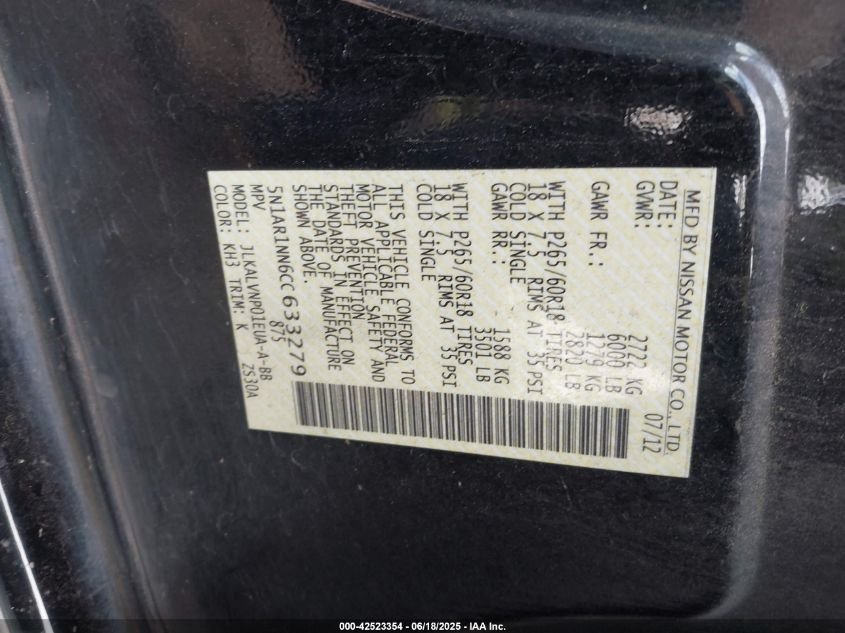 MFD BY NISSAN MOTOR CO., LTD.
DATE: 07/12
GVWR: 2722 KG
6000 LB
GAWR FR.: 1279 KG
2820 LB
WITH P265/60R18 TIRES
18 X 7.5 RIMS AT 35 PSI
COLD SINGLE
GAWR RR.: 1588 KG
3501 LB
WITH P265/60R18 TIRES
18 X 7.5 RIMS AT 35 PSI
COLD SINGLE
THIS VEHICLE CONFORMS TO
ALL APPLICABLE FEDERAL
MOTOR VEHICLE SAFETY AND
THEFT PREVENTION
STANDARDS IN EFFECT ON
THE DATE OF MANUFACTURE
SHOWN ABOVE.
5N1AR1NN6CC633279
MPV 875
MODEL: JLKALVNP01EUA-A-BB
COLOR: KH3 TRIM: K ZS30A
000-42523354 - 06/18/2025 - IAA Inc.